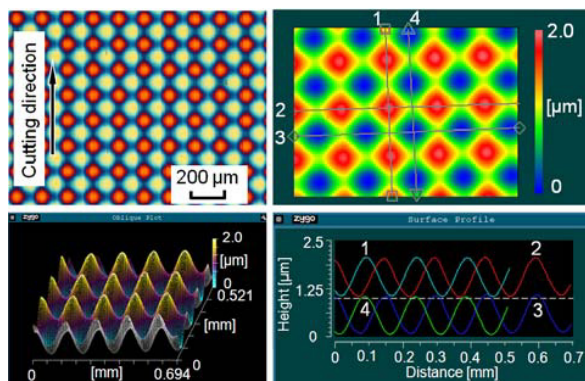 Cutting direction
200 µm
1 4
2
3
2.0
[µm]
0
zygo Oblique Plot
2.0
[µm]
0
0.521
[mm]
0
0 [mm] 0.694
zygo Surface Profile
Height [µm]
2.5
1.25
0
1 2
4 3
0 0.1 0.2 0.3 0.4 0.5 0.6 0.7
Distance [mm]